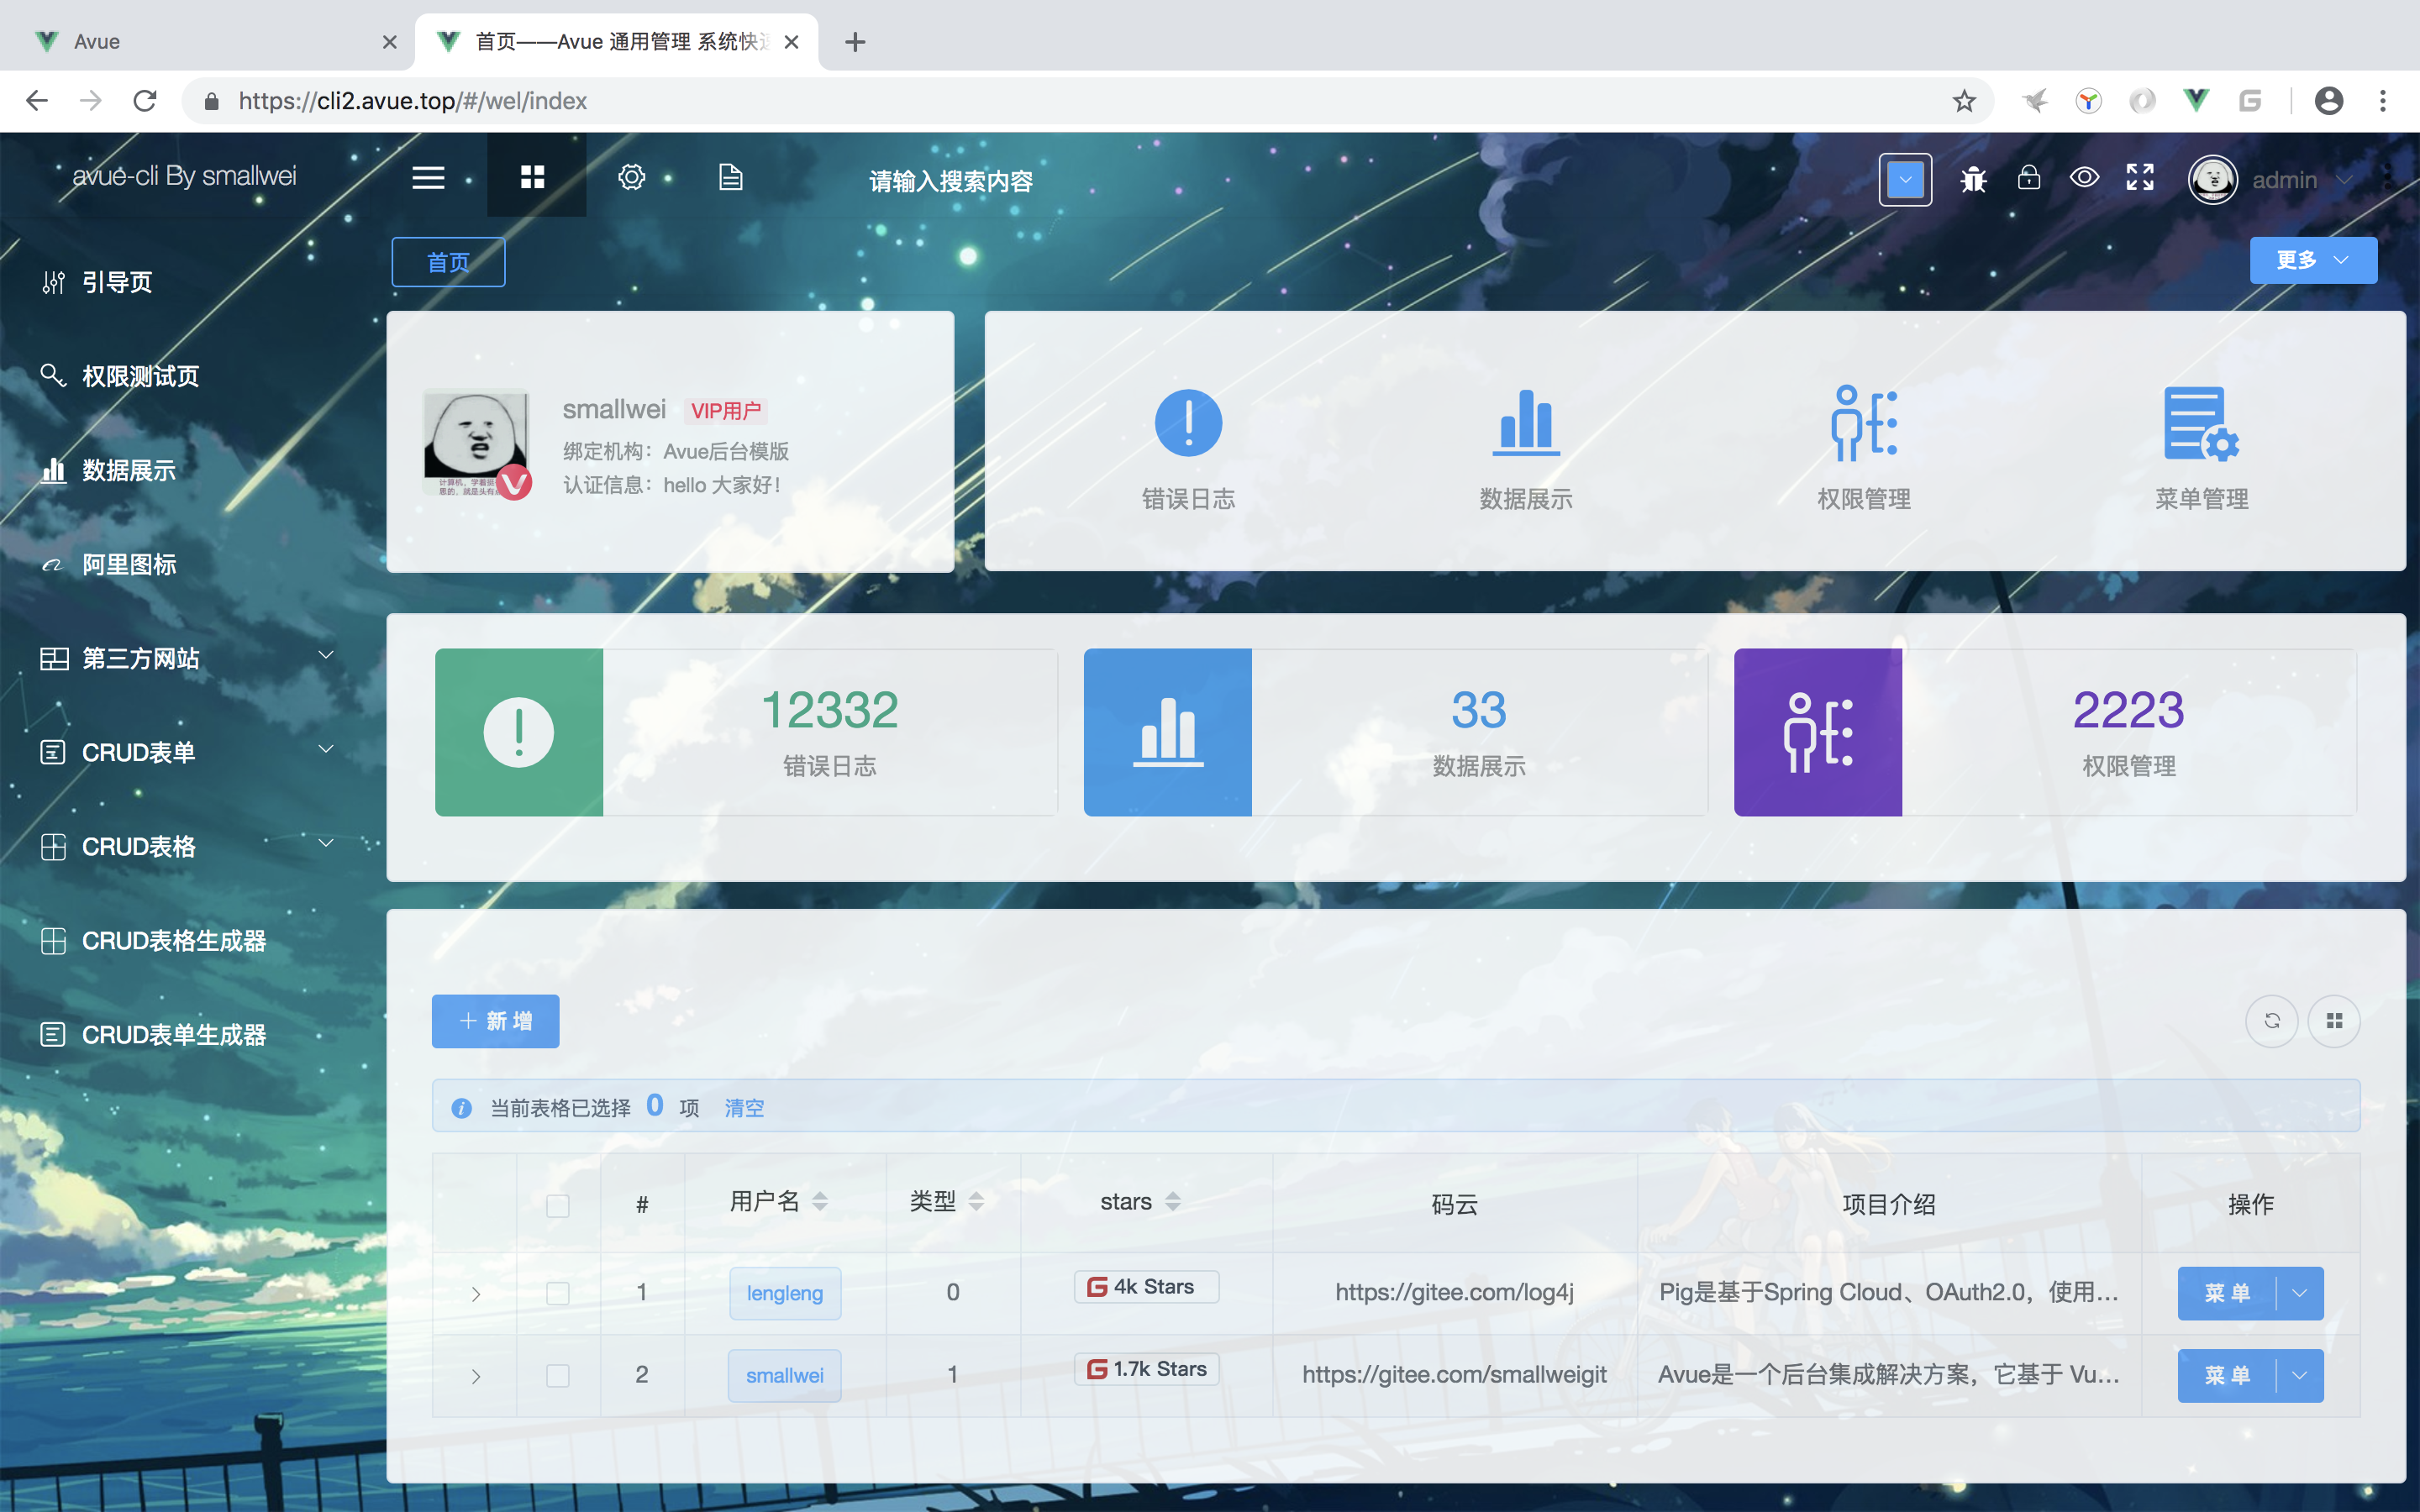 Avue
首页——Avue 通用管理 系统快
https://cli2.avue.top/#/wel/index
avue-cli By smallwei
请输入搜索内容
admin
首页
更多
引导页
权限测试页
数据展示
阿里图标
第三方网站
CRUD表单
CRUD表格
CRUD表格生成器
CRUD表单生成器
smallwei VIP用户
绑定机构：Avue后台模版
认证信息：hello 大家好！
错误日志
数据展示
权限管理
菜单管理
12332
错误日志
33
数据展示
2223
权限管理
新 增
当前表格已选择 0 项 清空
# 用户名 类型 stars 码云 项目介绍 操作
1 lengleng 0 4k Stars https://gitee.com/log4j Pig是基于Spring Cloud、OAuth2.0，使用... 菜 单
2 smallwei 1 1.7k Stars https://gitee.com/smallweigit Avue是一个后台集成解决方案，它基于 Vu... 菜 单